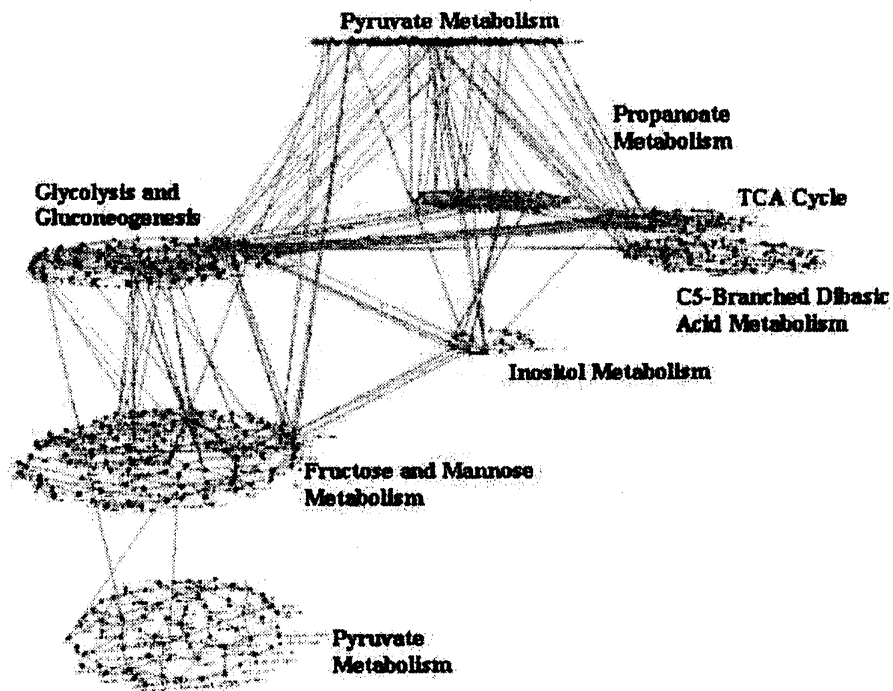 Pyruvate Metabolism
Propanoate
Metabolism
Glycolysis and
Gluconeogenesis
TCA Cycle
C5-Branched Dibasic
Acid Metabolism
Inositol Metabolism
Fructose and Mannose
Metabolism
Pyruvate
Metabolism